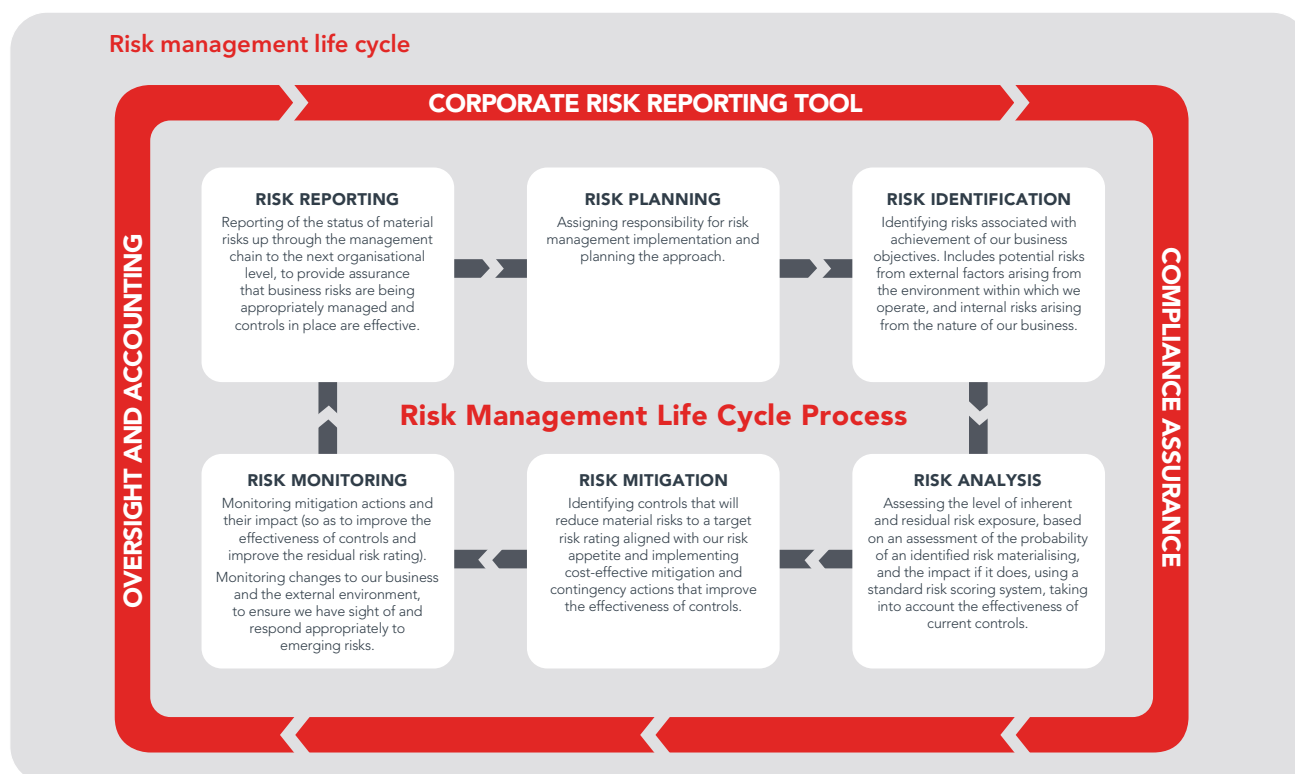 Risk management life cycle
CORPORATE RISK REPORTING TOOL
OVERSIGHT AND ACCOUNTING
COMPLIANCE ASSURANCE
RISK REPORTING
Reporting of the status of material
risks up through the management
chain to the next organisational
level, to provide assurance
that business risks are being
appropriately managed and
controls in place are effective.
RISK PLANNING
Assigning responsibility for risk
management implementation and
planning the approach.
RISK IDENTIFICATION
Identifying risks associated with
achievement of our business
objectives. Includes potential risks
from external factors arising from
the environment within which we
operate, and internal risks arising
from the nature of our business.
Risk Management Life Cycle Process
RISK MONITORING
Monitoring mitigation actions and
their impact (so as to improve the
effectiveness of controls and
improve the residual risk rating).
Monitoring changes to our business
and the external environment,
to ensure we have sight of and
respond appropriately to
emerging risks.
RISK MITIGATION
Identifying controls that will
reduce material risks to a target
risk rating aligned with our risk
appetite and implementing
cost-effective mitigation and
contingency actions that improve
the effectiveness of controls.
RISK ANALYSIS
Assessing the level of inherent
and residual risk exposure, based
on an assessment of the probability
of an identified risk materialising,
and the impact if it does, using a
standard risk scoring system, taking
into account the effectiveness of
current controls.